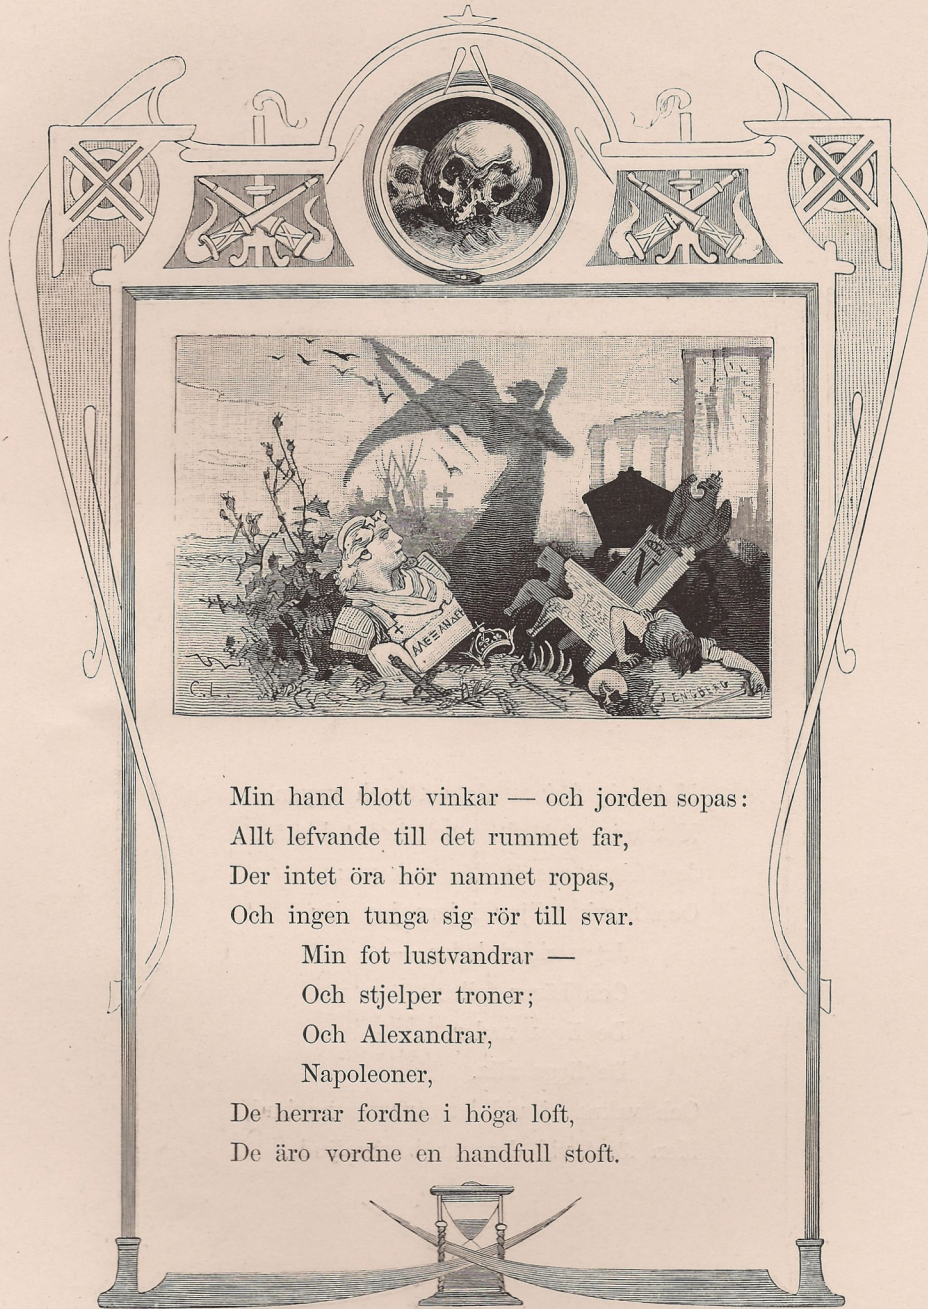 ΑΛΕΞΑΝΔΕΡ
N
C. L.
J. ENGBERG
Min hand blott vinkar — och jorden sopas:
Allt lefvande till det rummet far,
Der intet öra hör namnet ropas,
Och ingen tunga sig rör till svar.
Min fot lustvandrar —
Och stjelper troner;
Och Alexandrar,
Napoleoner,
De herrar fordne i höga loft,
De äro vordne en handfull stoft.